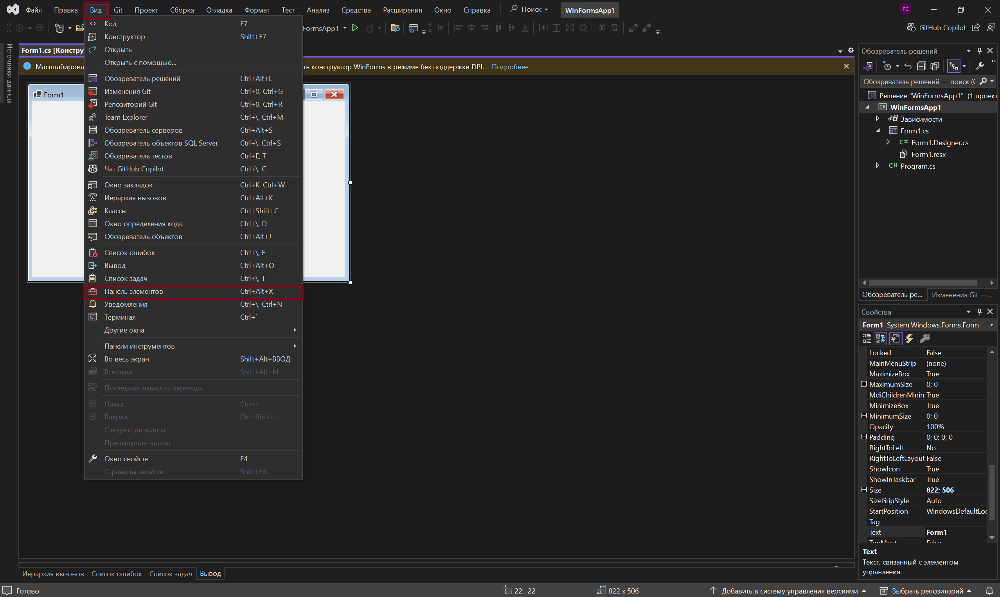 Файл Правка Вид Git Проект Сборка Отладка Формат Тест Анализ Средства Расширения Окно Справка Поиск WinFormsApp1 PC
FormsApp1 GitHub Copilot
Источники данных
Form1.cs [Констру
Масштабирова
ть конструктор WinForms в режиме без поддержки DPI. Подробнее
Form1
Код F7
Конструктор Shift+F7
Открыть
Открыть с помощью...
Обозреватель решений Ctrl+Alt+L
Изменения Git Ctrl+0, Ctrl+G
Репозиторий Git Ctrl+0, Ctrl+R
Team Explorer Ctrl+\, Ctrl+M
Обозреватель серверов Ctrl+Alt+S
Обозреватель объектов SQL Server Ctrl+\, Ctrl+S
Обозреватель тестов Ctrl+E, T
Чат GitHub Copilot Ctrl+\, C
Окно закладок Ctrl+K, Ctrl+W
Иерархия вызовов Ctrl+Alt+K
Классы Ctrl+Shift+C
Окно определения кода Ctrl+\, D
Обозреватель объектов Ctrl+Alt+J
Список ошибок Ctrl+\, E
Вывод Ctrl+Alt+O
Список задач Ctrl+\, T
Панель элементов Ctrl+Alt+X
Уведомления Ctrl+\, Ctrl+N
Терминал Ctrl+`
Другие окна
Панели инструментов
Во весь экран Shift+Alt+ВВОД
Все окна Shift+Alt+M
Последовательность перехода
Назад Ctrl+-
Вперед Ctrl+Shift+-
Следующая задача
Предыдущая задача
Окно свойств F4
Страницы свойств Shift+F4
Обозреватель решений
Обозреватель решений — поиск (
Решение "WinFormsApp1" (1 проект
WinFormsApp1
Зависимости
Form1.cs
C# Form1.Designer.cs
Form1.resx
C# Program.cs
Обозреватель ре... Изменения Git —...
Свойства
Form1 System.Windows.Forms.Form
Locked False
MainMenuStrip (none)
MaximizeBox True
MaximumSize 0; 0
MdiChildrenMinim True
MinimizeBox True
MinimumSize 0; 0
Opacity 100%
Padding 0; 0; 0; 0
RightToLeft No
RightToLeftLayout False
ShowIcon True
ShowInTaskbar True
Size 822; 506
SizeGripStyle Auto
StartPosition WindowsDefaultLoc
Tag
Text Form1
TopMost False
Text
Текст, связанный с элементом
управления.
Иерархия вызовов Список ошибок Список задач Вывод
Готово 22 , 22 822 x 506 Добавить в систему управления версиями Выбрать репозиторий